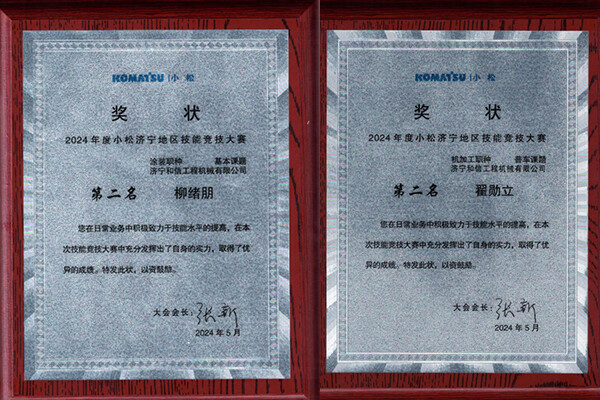 KOMATSU 小松
奖状
2024年度小松济宁地区技能竞技大赛
涂装职种 基本课题
济宁和信工程机械有限公司
第二名 柳绪朋
您在日常业务中积极致力于技能水平的提高，在本
次技能竞技大赛中充分发挥出了自身的实力，取得了优
异的成绩。特发此状，以资鼓励。
大会会长：张新
2024年5月
KOMATSU 小松
奖状
2024年度小松济宁地区技能竞技大赛
机加工职种 普车课题
济宁和信工程机械有限公司
第二名 翟勋立
您在日常业务中积极致力于技能水平的提高，在本
次技能竞技大赛中充分发挥出了自身的实力，取得了优
异的成绩。特发此状，以资鼓励。
大会会长：张新
2024年5月